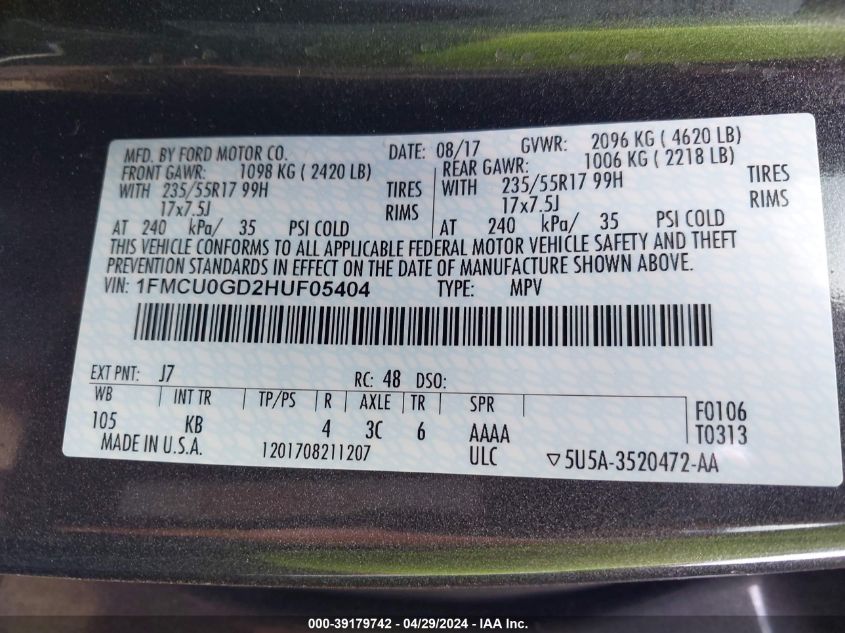 MFD. BY FORD MOTOR CO. DATE: 08/17 GVWR: 2096 KG ( 4620 LB)
FRONT GAWR: 1098 KG ( 2420 LB) REAR GAWR: 1006 KG ( 2218 LB)
WITH 235/55R17 99H TIRES WITH 235/55R17 99H TIRES
17x7.5J RIMS 17x7.5J RIMS
AT 240 kPa/ 35 PSI COLD AT 240 kPa/ 35 PSI COLD
THIS VEHICLE CONFORMS TO ALL APPLICABLE FEDERAL MOTOR VEHICLE SAFETY AND THEFT
PREVENTION STANDARDS IN EFFECT ON THE DATE OF MANUFACTURE SHOWN ABOVE.
VIN: 1FMCU0GD2HUF05404 TYPE: MPV
EXT PNT: J7 RC: 48 DSO:
WB INT TR TP/PS R AXLE TR SPR F0106
105 KB 4 3C 6 AAAA T0313
MADE IN U.S.A. 1201708211207 ULC 5U5A-3520472-AA
000-39179742 / 04/29/2024 - IAA Inc.